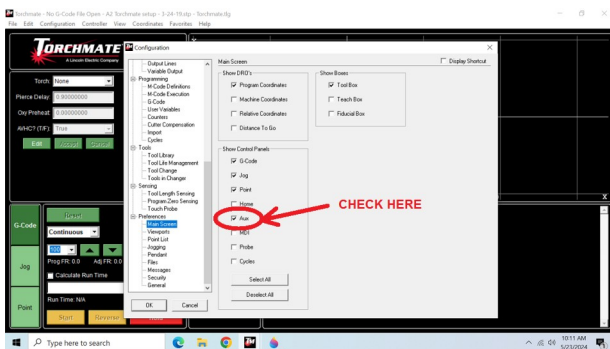 Torchmate - No G-Code File Open - AZ Torchmate setup - 3-24-19.stp - Torchmate.tlg
File Edit Configuration Controller View Coordinates Favorites Help
TORCHMATE
A Lincoln Electric Company
Torch: None
Pierce Delay: 0.00000000
Oxy Preheat: 0.00000000
AVHC? (T/F): True
Edit Accept Cancel
G-Code
Jog
Point
Reset
Continuous
100
Prog FR: 0.0 Adj FR: 0.0
Calculate Run Time
Run Time: N/A
Start Reverse
X
Configuration
Output Lines
Variable Output
Programming
M-Code Definitions
M-Code Execution
G-Code
User Variables
Counters
Cutter Compensation
Import
Cycles
Tools
Tool Library
Tool Life Management
Tool Change
Tools in Changer
Sensing
Tool Length Sensing
Program Zero Sensing
Touch Probe
Preferences
Main Screen
Viewports
Point List
Jogging
Pendant
Files
Messages
Security
General
OK Cancel
Main Screen
Display Shortcut
Show DRO's
Program Coordinates
Machine Coordinates
Relative Coordinates
Distance To Go
Show Boxes
Tool Box
Teach Box
Fiducial Box
Show Control Panels
G-Code
Jog
Point
Home
Aux
MDI
Probe
Cycles
Select All
Deselect All
CHECK HERE
Type here to search
10:11 AM
5/23/2024